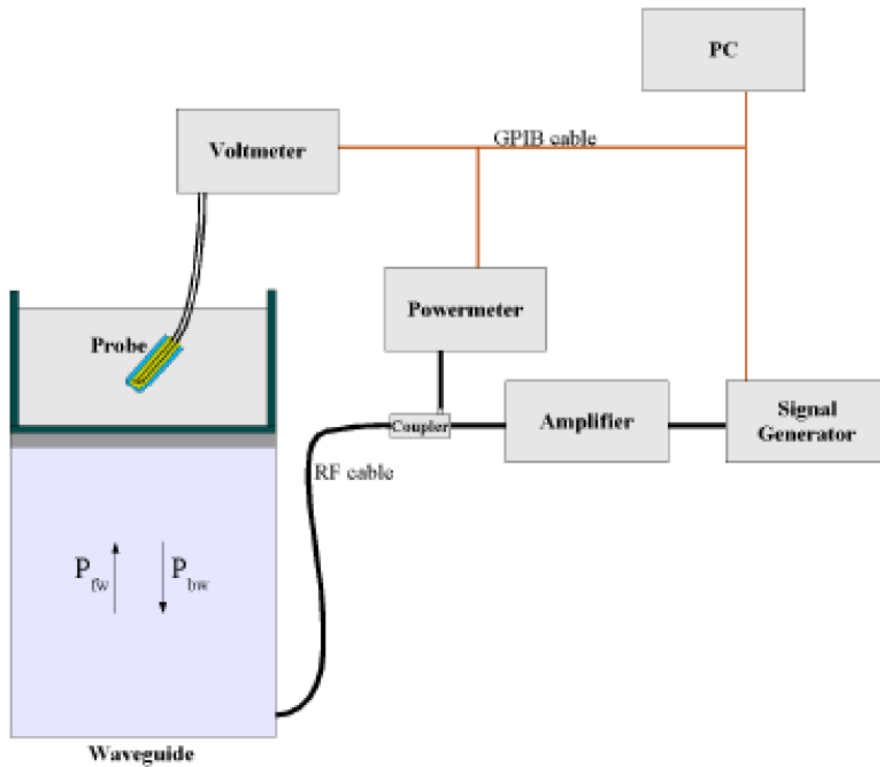 PC
Voltmeter
GPIB cable
Powermeter
Probe
Coupler
Amplifier
Signal
Generator
RF cable
P fw
P bw
Waveguide